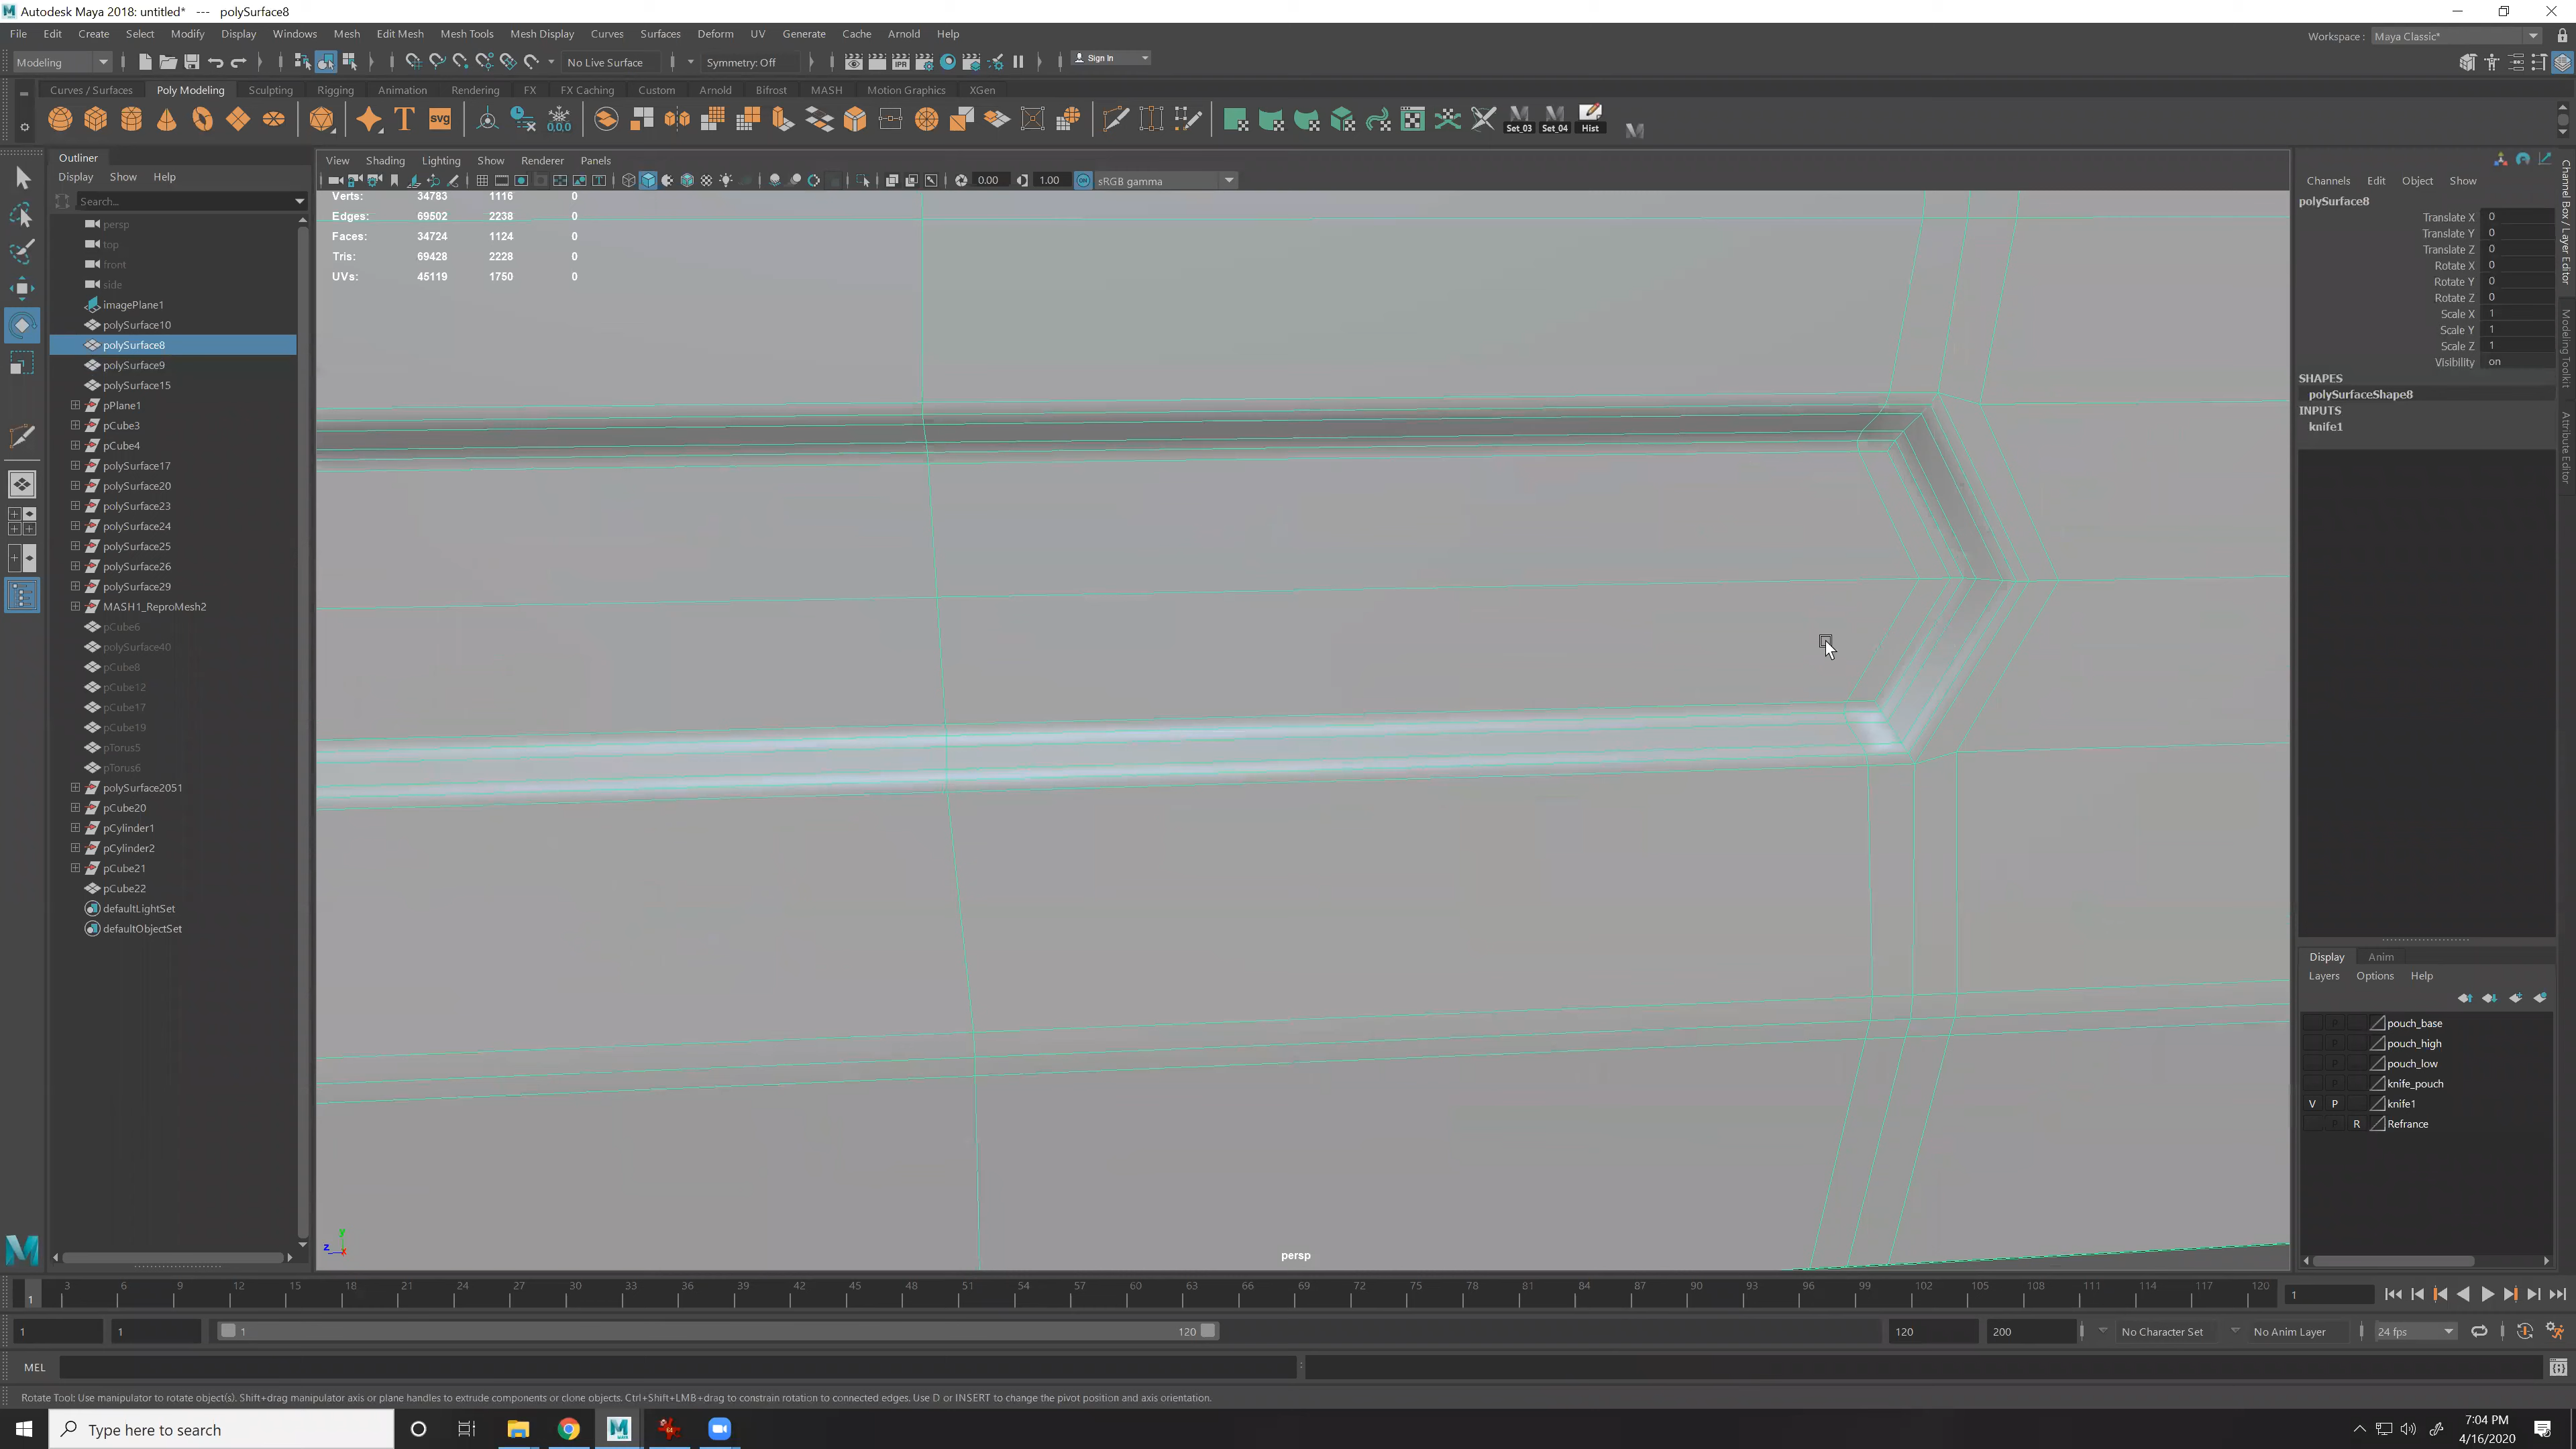 Autodesk Maya 2018: untitled*   ---   polySurface8
File Edit Create Select Modify Display Windows Mesh Edit Mesh Mesh Tools Mesh Display Curves Surfaces Deform UV Generate Cache Arnold Help
Workspace : Maya Classic*
Modeling No Live Surface Symmetry: Off Sign In
Curves / Surfaces Poly Modeling Sculpting Rigging Animation Rendering FX FX Caching Custom Arnold Bifrost MASH Motion Graphics XGen
T svg 0,0,0 IPR Set_03 Set_04 Hist
Outliner
View Shading Lighting Show Renderer Panels
Display Show Help
0.00 1.00 sRGB gamma
Search...
Verts: 34783 1116 0
Edges: 69502 2238 0
Faces: 34724 1124 0
Tris: 69428 2228 0
UVs: 45119 1750 0
persp
top
front
side
imagePlane1
polySurface10
polySurface8
polySurface9
polySurface15
pPlane1
pCube3
pCube4
polySurface17
polySurface20
polySurface23
polySurface24
polySurface25
polySurface26
polySurface29
MASH1_ReproMesh2
pCube6
polySurface40
pCube8
pCube12
pCube17
pCube19
pTorus5
pTorus6
polySurface2051
pCube20
pCylinder1
pCylinder2
pCube21
pCube22
defaultLightSet
defaultObjectSet
y
z x
persp
Channels Edit Object Show
polySurface8
Translate X 0
Translate Y 0
Translate Z 0
Rotate X 0
Rotate Y 0
Rotate Z 0
Scale X 1
Scale Y 1
Scale Z 1
Visibility on
SHAPES
polySurfaceShape8
INPUTS
knife1
Channel Box / Layer Editor
Modeling Toolkit
Attribute Editor
Display Anim
Layers Options Help
P pouch_base
P pouch_high
P pouch_low
P knife_pouch
V P knife1
P R Refrance
1 3 6 9 12 15 18 21 24 27 30 33 36 39 42 45 48 51 54 57 60 63 66 69 72 75 78 81 84 87 90 93 96 99 102 105 108 111 114 117 120
1
1 1 1 120 120 200 No Character Set No Anim Layer 24 fps
MEL
Rotate Tool: Use manipulator to rotate object(s). Shift+drag manipulator axis or plane handles to extrude components or clone objects. Ctrl+Shift+LMB+drag to constrain rotation to connected edges. Use D or INSERT to change the pivot position and axis orientation.
Type here to search
7:04 PM
4/16/2020